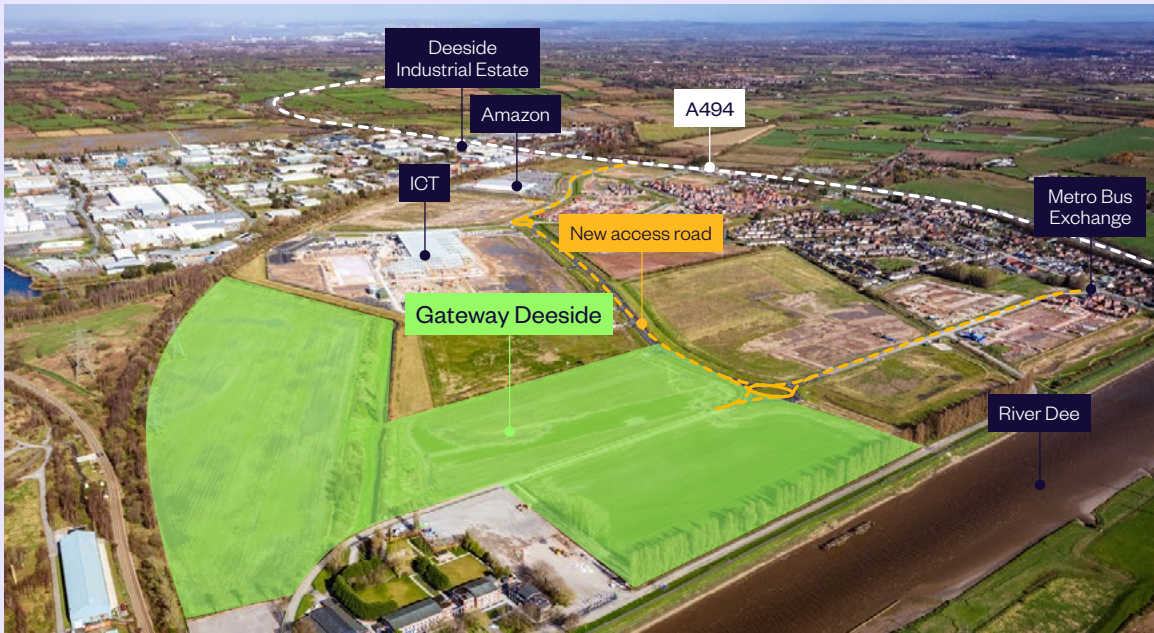 Deeside
Industrial Estate
Amazon
A494
ICT
Metro Bus
Exchange
New access road
Gateway Deeside
River Dee